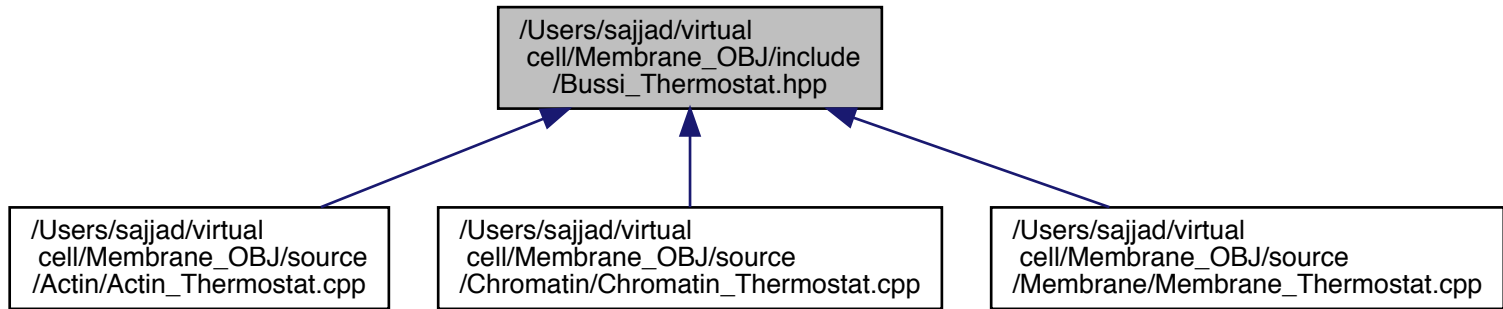 /Users/sajjad/virtual
cell/Membrane_OBJ/include
/Bussi_Thermostat.hpp
/Users/sajjad/virtual
cell/Membrane_OBJ/source
/Actin/Actin_Thermostat.cpp
/Users/sajjad/virtual
cell/Membrane_OBJ/source
/Chromatin/Chromatin_Thermostat.cpp
/Users/sajjad/virtual
cell/Membrane_OBJ/source
/Membrane/Membrane_Thermostat.cpp